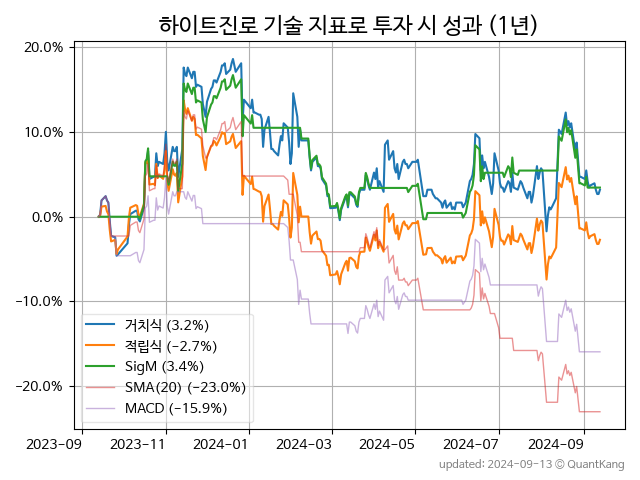 하이트진로 기술 지표로 투자 시 성과 (1년)
20.0%
10.0%
0.0%
−10.0%
−20.0%
거치식 (3.2%)
적립식 (−2.7%)
SigM (3.4%)
SMA(20) (−23.0%)
MACD (−15.9%)
2023-09 2023-11 2024-01 2024-03 2024-05 2024-07 2024-09
updated: 2024-09-13 ⓒ QuantKang